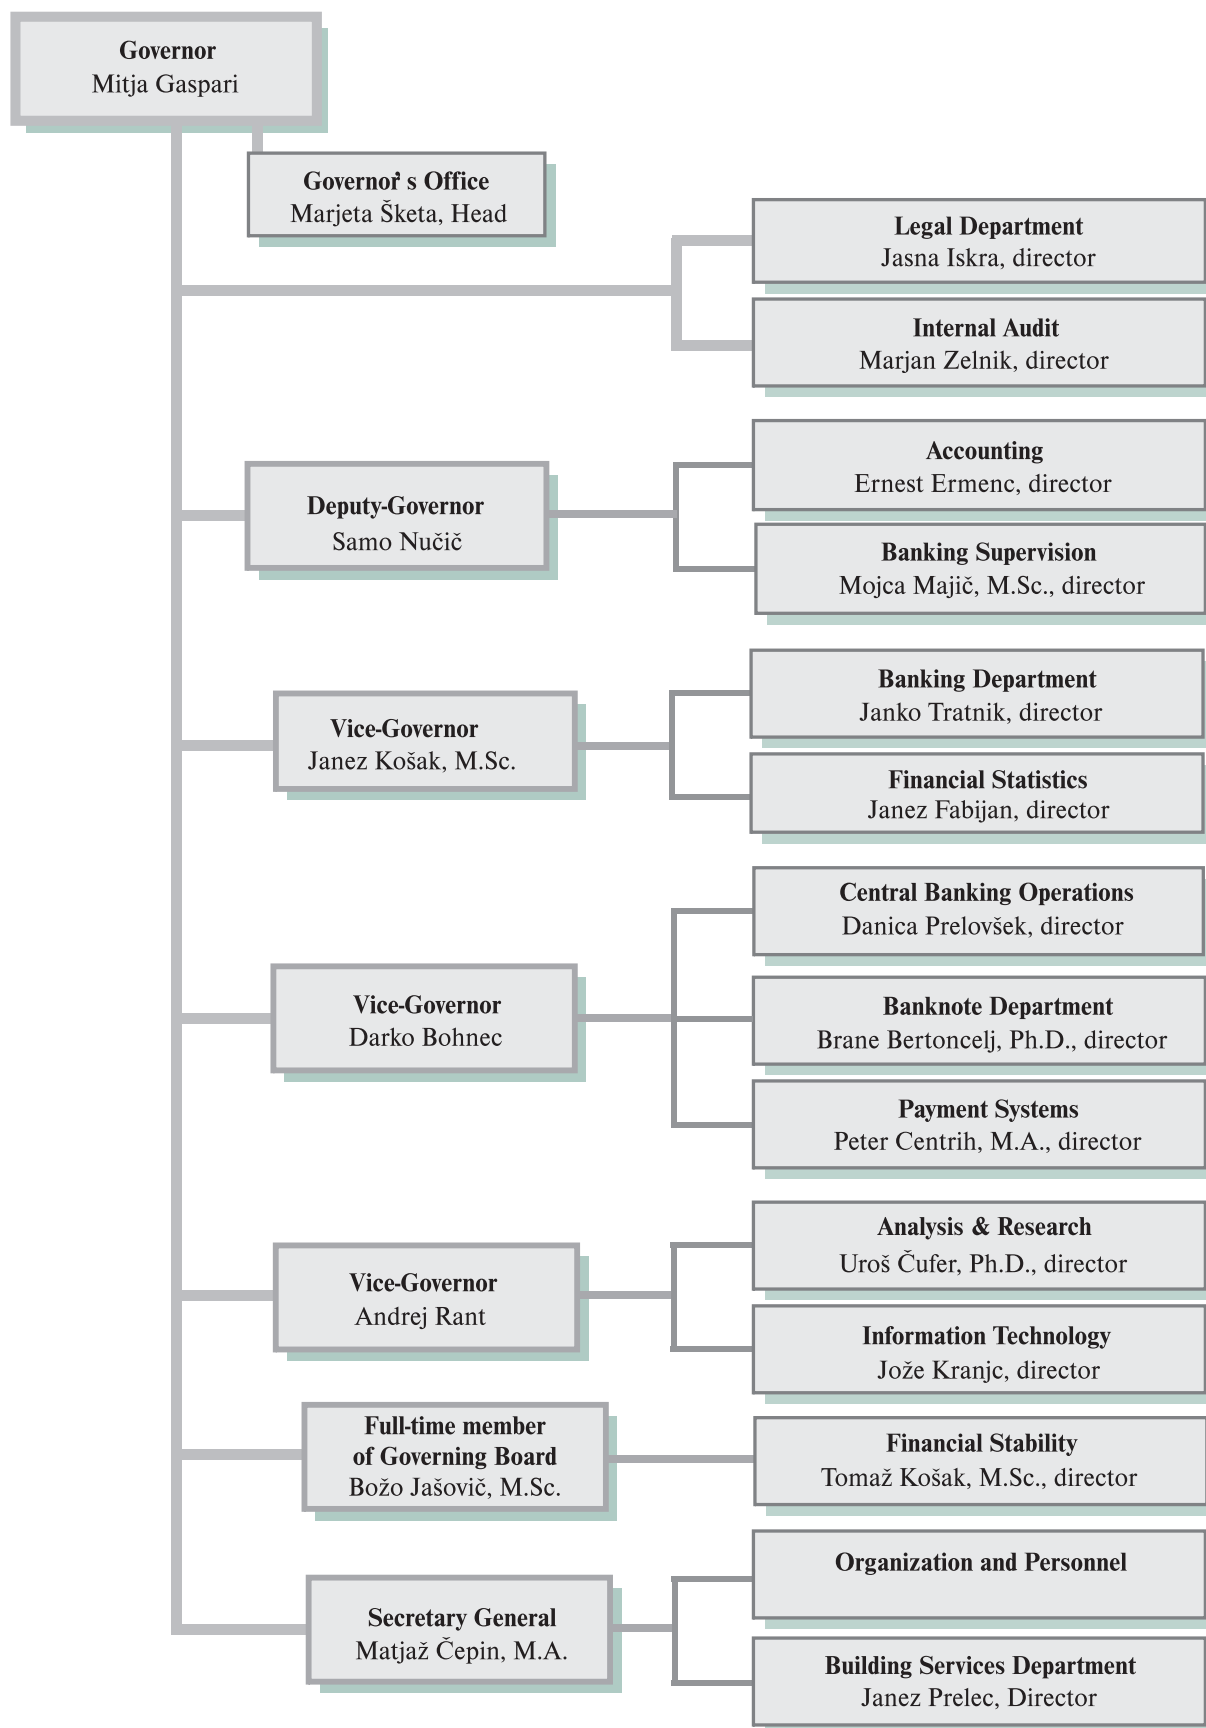 Governor
Mitja Gaspari
Governor's Office
Marjeta Šketa, Head
Legal Department
Jasna Iskra, director
Internal Audit
Marjan Zelnik, director
Deputy-Governor
Samo Nučič
Accounting
Ernest Ermenc, director
Banking Supervision
Mojca Majič, M.Sc., director
Vice-Governor
Janez Košak, M.Sc.
Banking Department
Janko Tratnik, director
Financial Statistics
Janez Fabijan, director
Vice-Governor
Darko Bohnec
Central Banking Operations
Danica Prelovšek, director
Banknote Department
Brane Bertoncelj, Ph.D., director
Payment Systems
Peter Centrih, M.A., director
Vice-Governor
Andrej Rant
Analysis & Research
Uroš Čufer, Ph.D., director
Information Technology
Jože Kranjc, director
Full-time member
of Governing Board
Božo Jašovič, M.Sc.
Financial Stability
Tomaž Košak, M.Sc., director
Secretary General
Matjaž Čepin, M.A.
Organization and Personnel
Building Services Department
Janez Prelec, Director